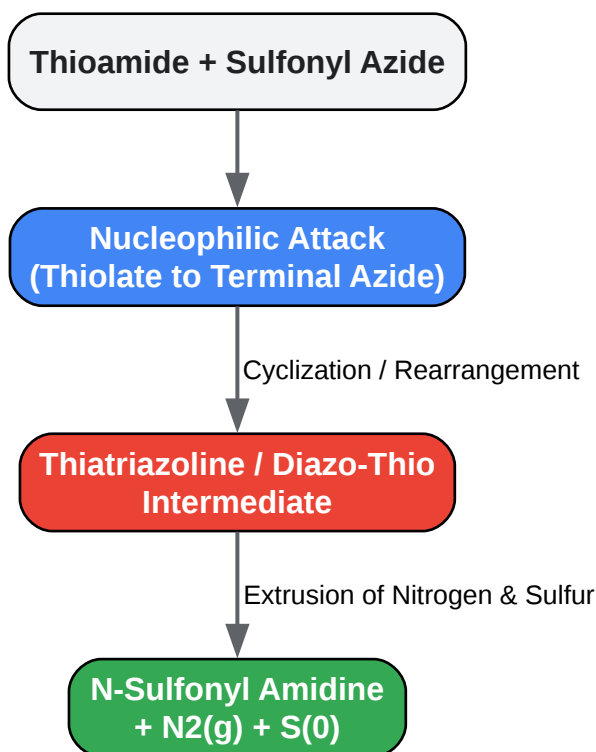 Thioamide + Sulfonyl Azide
Nucleophilic Attack
(Thiolate to Terminal Azide)
Cyclization / Rearrangement
Thiatriazoline / Diazo-Thio
Intermediate
Extrusion of Nitrogen & Sulfur
N-Sulfonyl Amidine
+ N2(g) + S(0)